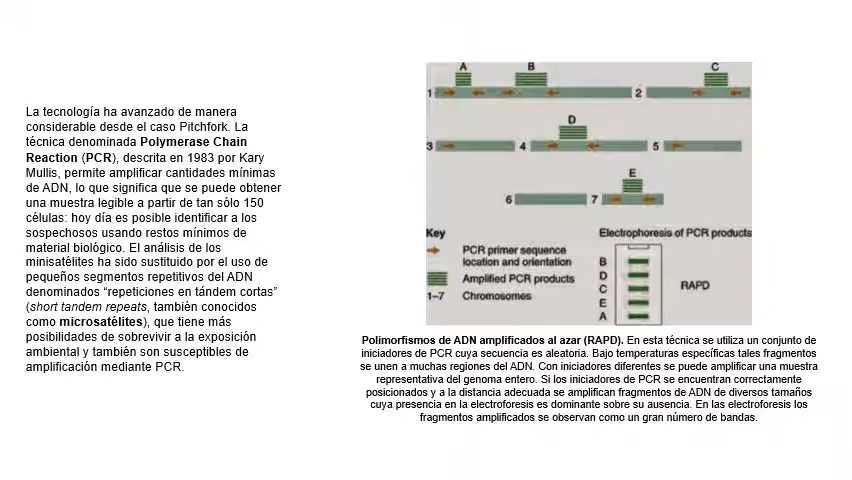 La tecnología ha avanzado de manera
considerable desde el caso Pitchfork. La
técnica denominada Polymerase Chain
Reaction (PCR), descrita en 1983 por Kary
Mullis, permite amplificar cantidades mínimas
de ADN, lo que significa que se puede obtener
una muestra legible a partir de tan sólo 150
células: hoy día es posible identificar a los
sospechosos usando restos mínimos de
material biológico. El análisis de los
minisatélites ha sido sustituido por el uso de
pequeños segmentos repetitivos del ADN
denominados “repeticiones en tándem cortas”
(short tandem repeats, también conocidos
como microsatélites), que tiene más
posibilidades de sobrevivir a la exposición
ambiental y también son susceptibles de
amplificación mediante PCR.
A B C
1 2
D
3 4 5
E
6 7
Key
PCR primer sequence
location and orientation
Amplified PCR products
1–7 Chromosomes
Electrophoresis of PCR products
B
D
C
E
A
RAPD
Polimorfismos de ADN amplificados al azar (RAPD). En esta técnica se utiliza un conjunto de
iniciadores de PCR cuya secuencia es aleatoria. Bajo temperaturas específicas tales fragmentos
se unen a muchas regiones del ADN. Con iniciadores diferentes se puede amplificar una muestra
representativa del genoma entero. Si los iniciadores de PCR se encuentran correctamente
posicionados y a la distancia adecuada se amplifican fragmentos de ADN de diversos tamaños
cuya presencia en la electroforesis es dominante sobre su ausencia. En las electroforesis los
fragmentos amplificados se observan como un gran número de bandas.